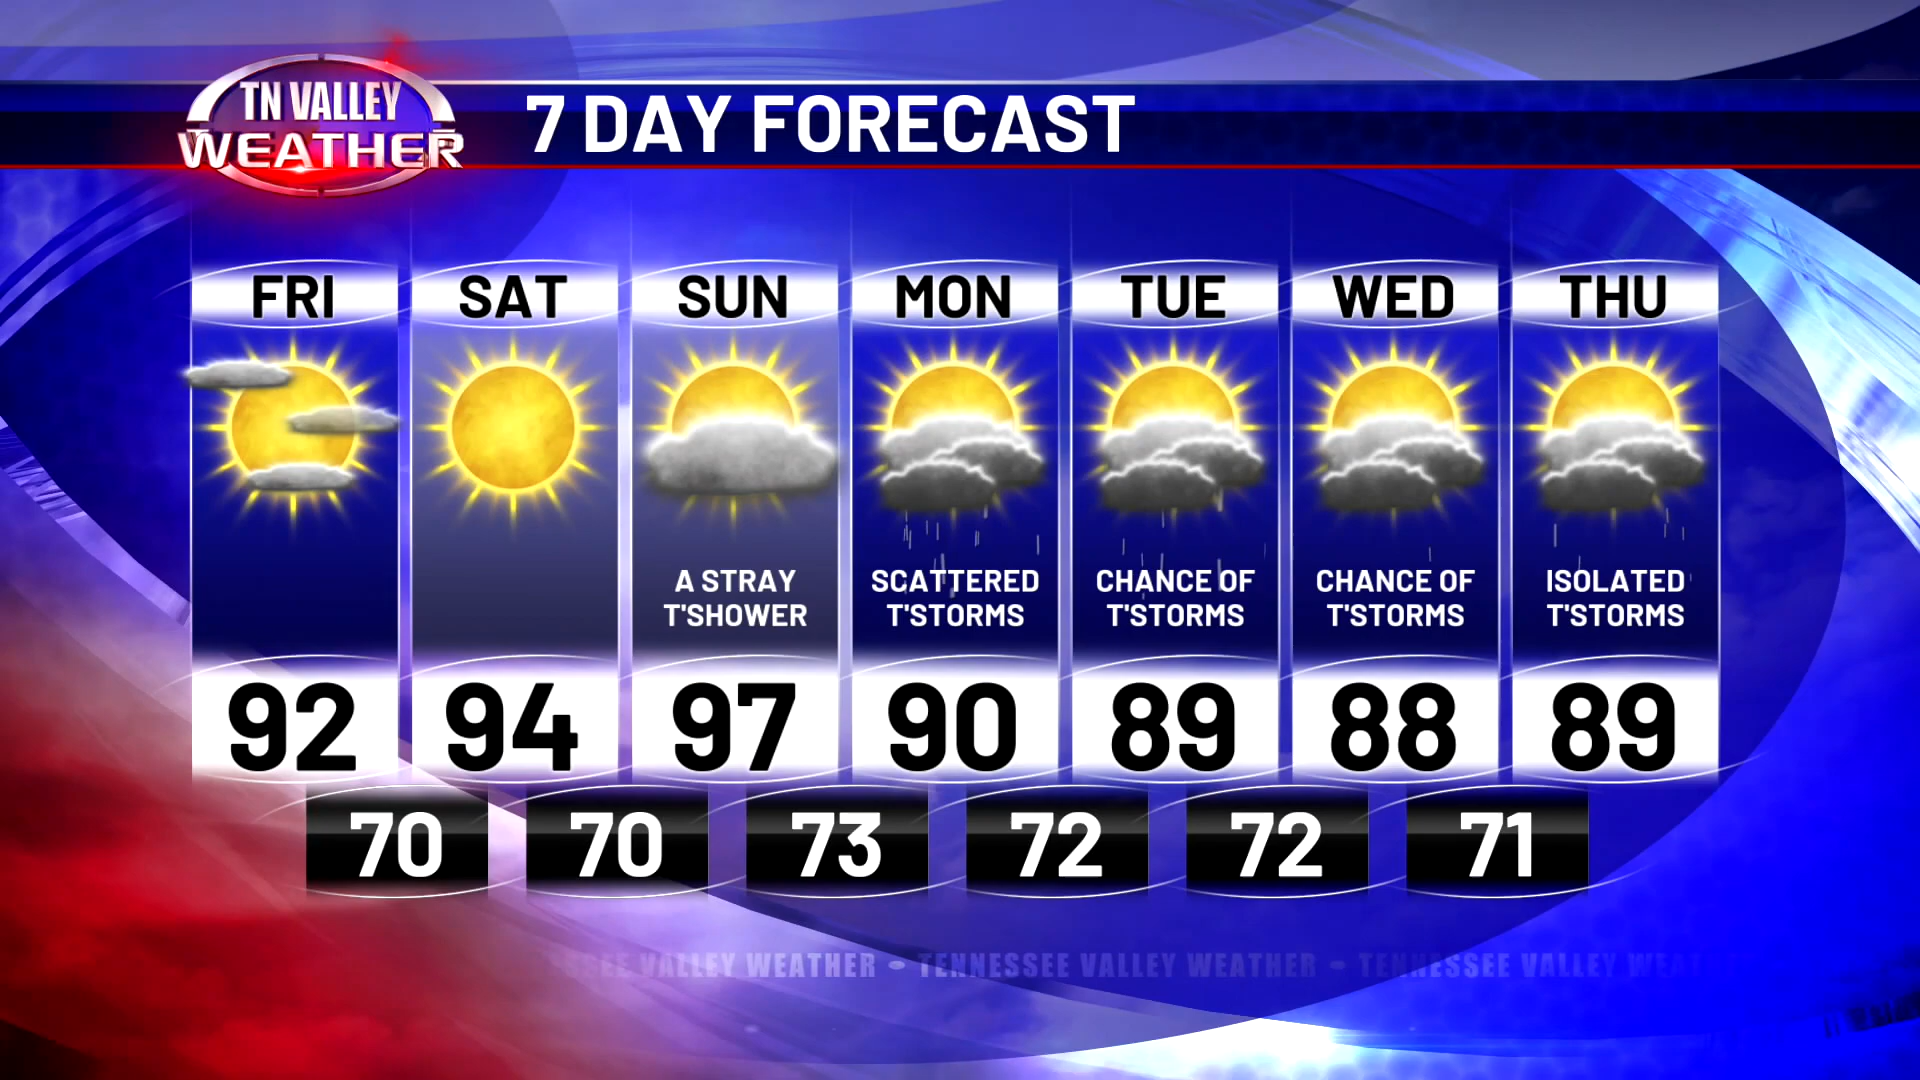 TN VALLEY
WEATHER
7 DAY FORECAST
FRI SAT SUN MON TUE WED THU
A STRAY SCATTERED CHANCE OF CHANCE OF ISOLATED
T'SHOWER T'STORMS T'STORMS T'STORMS T'STORMS
92 94 97 90 89 88 89
70 70 73 72 72 71
VALLEY WEATHER - TENNESSEE VALLEY WEATHER - TENNESSEE VALLEY